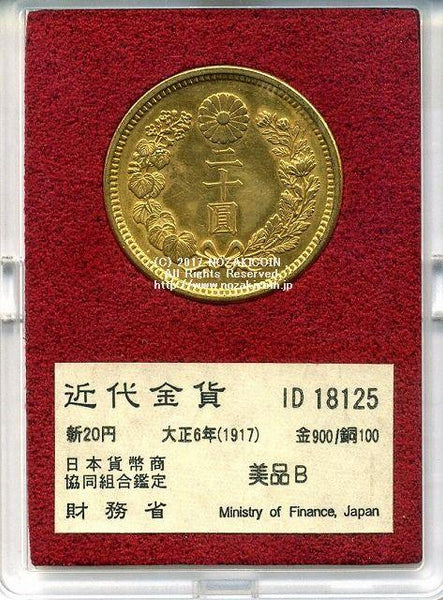 二十圓
(C) 2017 NOZAKICOIN
All Rights Reserved.
http://www.nozakicoin.jp
近代金貨 ID 18125
新20円 大正6年(1917) 金900/銅100
日本貨幣商
協同組合鑑定 美品B
財務省 Ministry of Finance, Japan